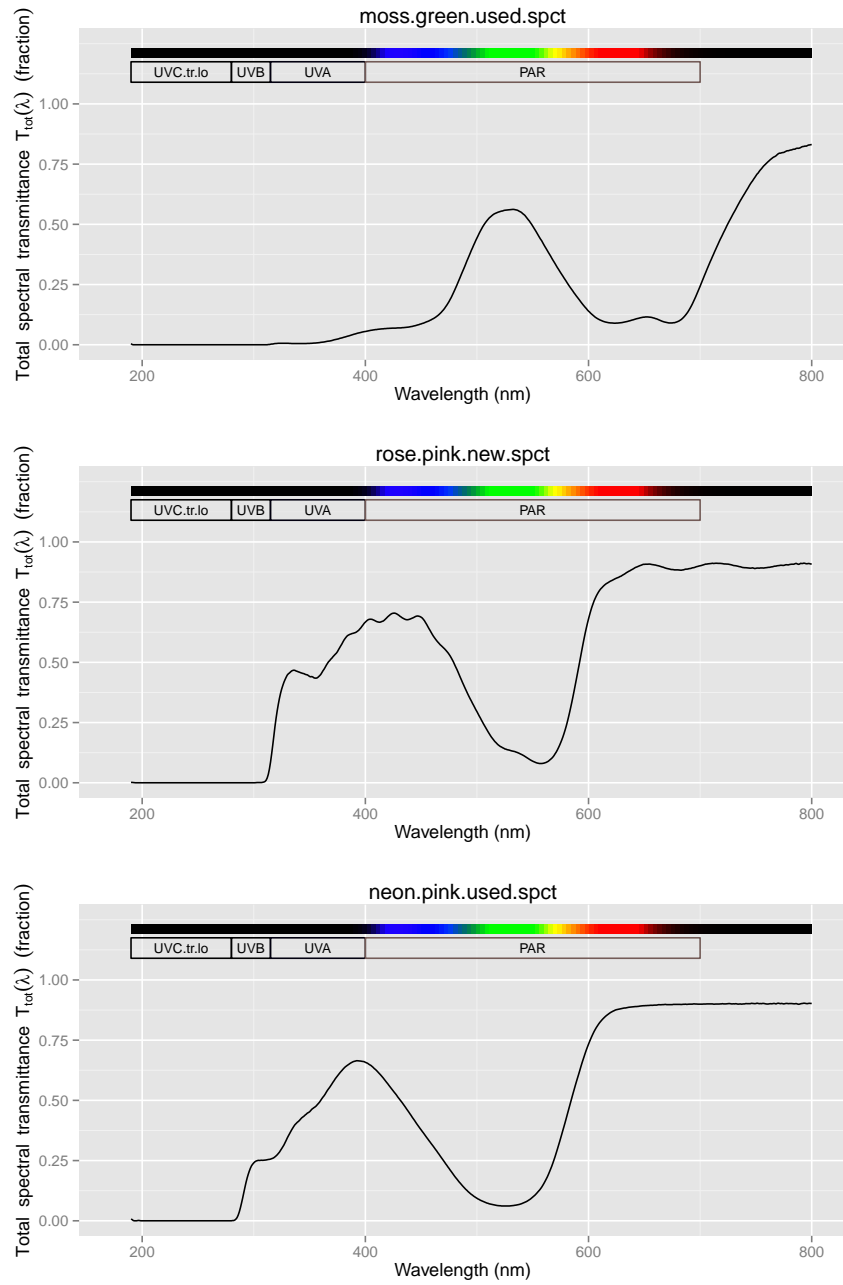 moss.green.used.spct
UVC.tr.lo UVB UVA PAR
Total spectral transmittance Ttot(λ) (fraction)
1.00
0.75
0.50
0.25
0.00
200 400 600 800
Wavelength (nm)
rose.pink.new.spct
UVC.tr.lo UVB UVA PAR
Total spectral transmittance Ttot(λ) (fraction)
1.00
0.75
0.50
0.25
0.00
200 400 600 800
Wavelength (nm)
neon.pink.used.spct
UVC.tr.lo UVB UVA PAR
Total spectral transmittance Ttot(λ) (fraction)
1.00
0.75
0.50
0.25
0.00
200 400 600 800
Wavelength (nm)